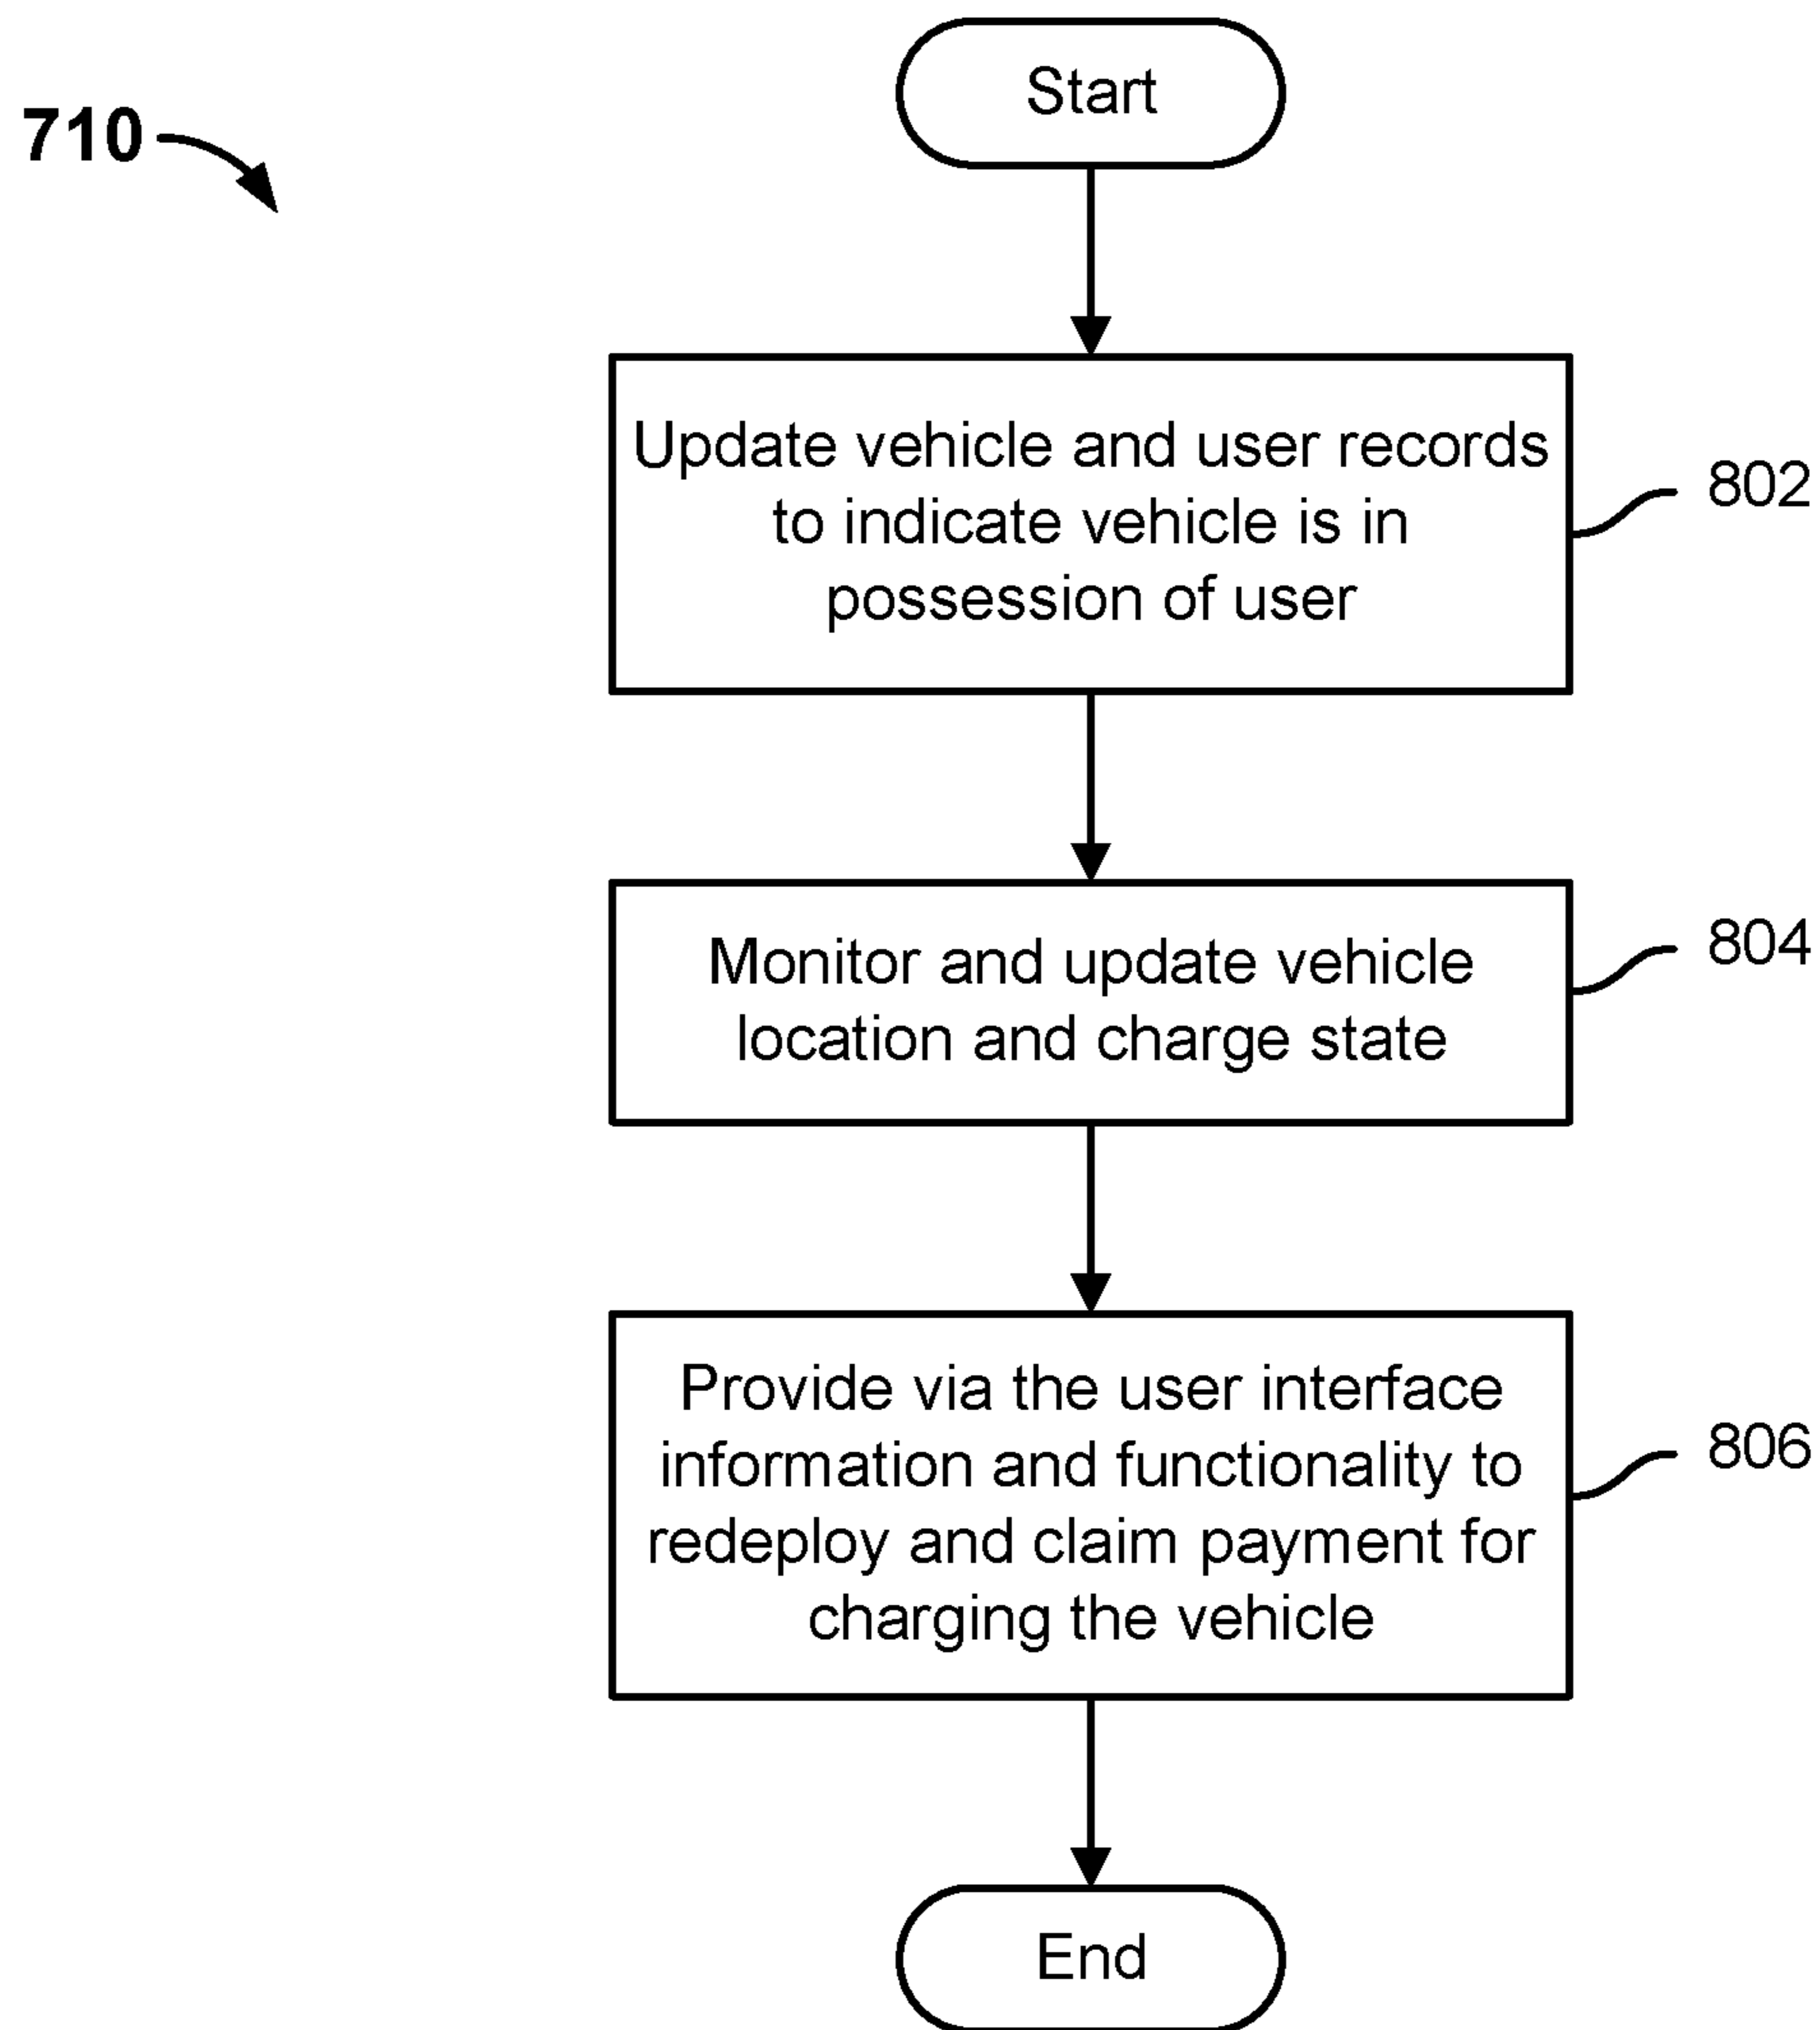 Start
710
Update vehicle and user records
to indicate vehicle is in
possession of user
802
Monitor and update vehicle
location and charge state
804
Provide via the user interface
information and functionality to
redeploy and claim payment for
charging the vehicle
806
End